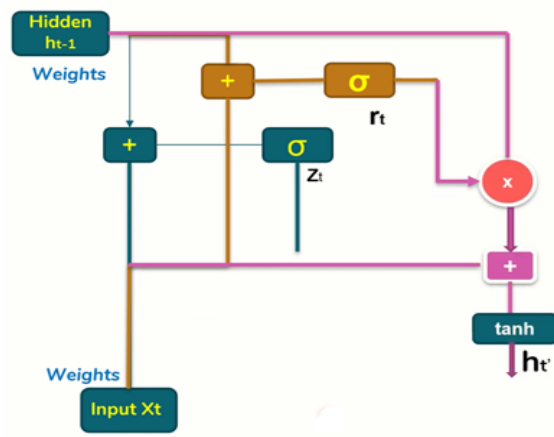 Hidden
ht-1
Weights
+
σ
rt
+
σ
zt
x
+
tanh
ht'
Weights
Input Xt